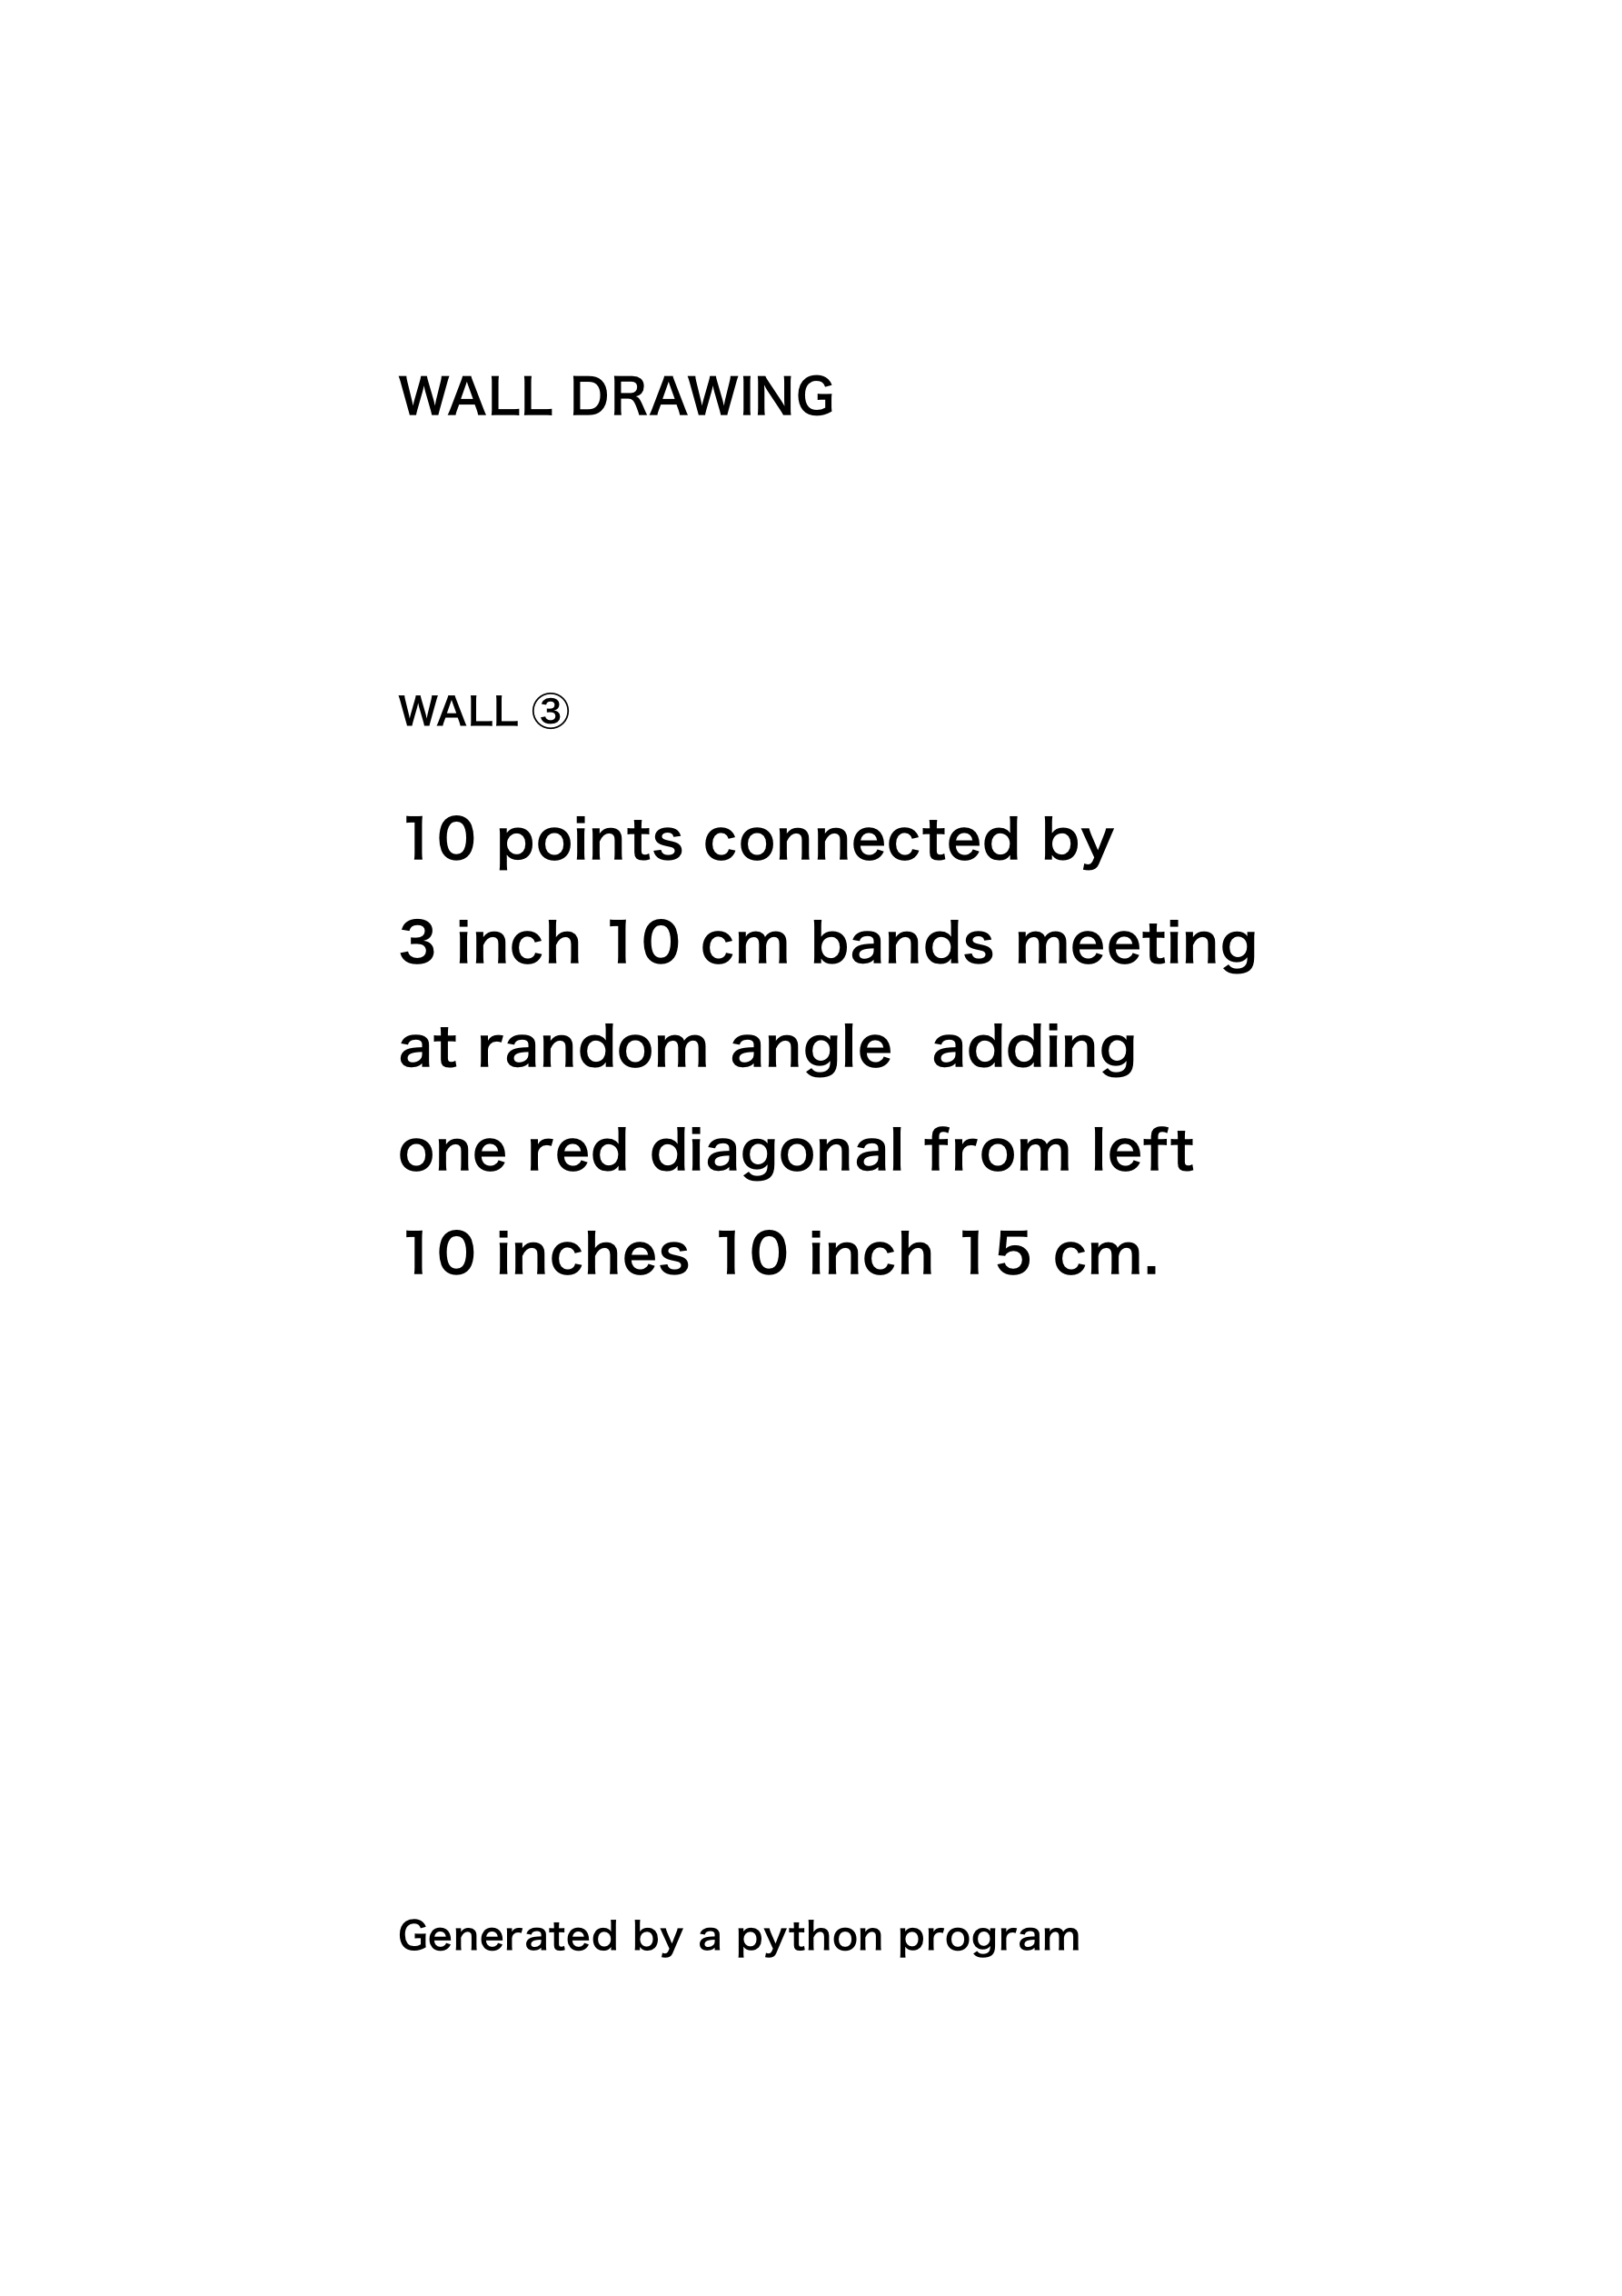 WALL DRAWING
WALL ③
10 points connected by
3 inch 10 cm bands meeting
at random angle  adding
one red diagonal from left
10 inches 10 inch 15 cm.
Generated by a python program